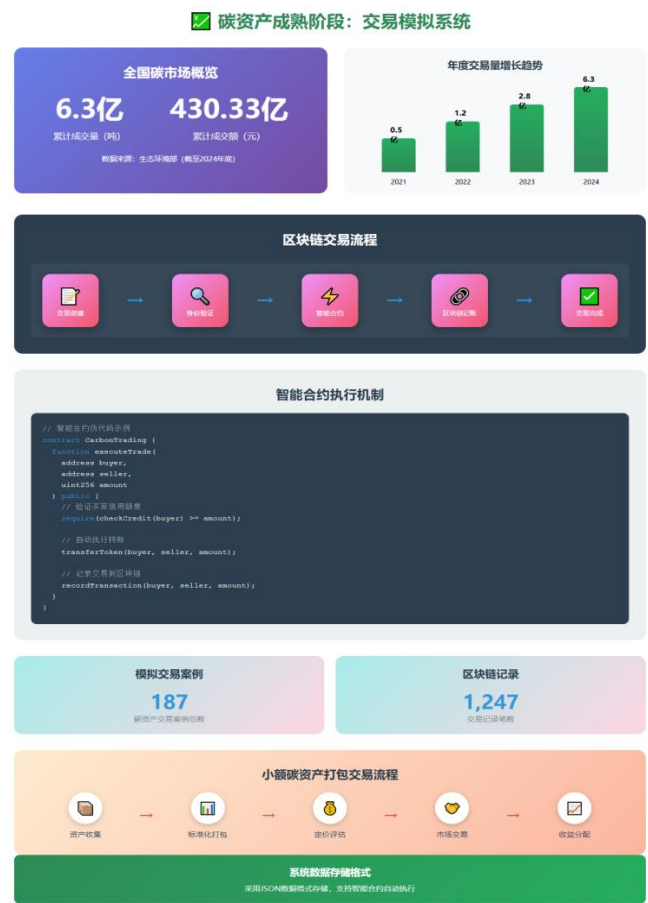 碳资产成熟阶段：交易模拟系统
全国碳市场概览
6.3亿 430.33亿
累计成交量（吨） 累计成交额（元）
数据来源：生态环境部（截至2024年底）
年度交易量增长趋势
0.5亿
1.2亿
2.8亿
6.3亿
2021 2022 2023 2024
区块链交易流程
交易创建 → 身份验证 → 智能合约 → 区块链记账 → 交易完成
智能合约执行机制
// 智能合约伪代码示例
contract CarbonTrading {
function executeTrade(
address buyer,
address seller,
uint256 amount
) public {
// 验证买家信用额度
require(checkCredit(buyer) >= amount);
// 自动执行转账
transferToken(buyer, seller, amount);
// 记录交易到区块链
recordTransaction(buyer, seller, amount);
}
}
模拟交易案例
187
碳资产交易案例总数
区块链记录
1,247
交易记录笔数
小额碳资产打包交易流程
资产收集 → 标准化打包 → 定价评估 → 市场交易 → 收益分配
系统数据存储格式
采用JSON数据格式存储，支持智能合约自动执行